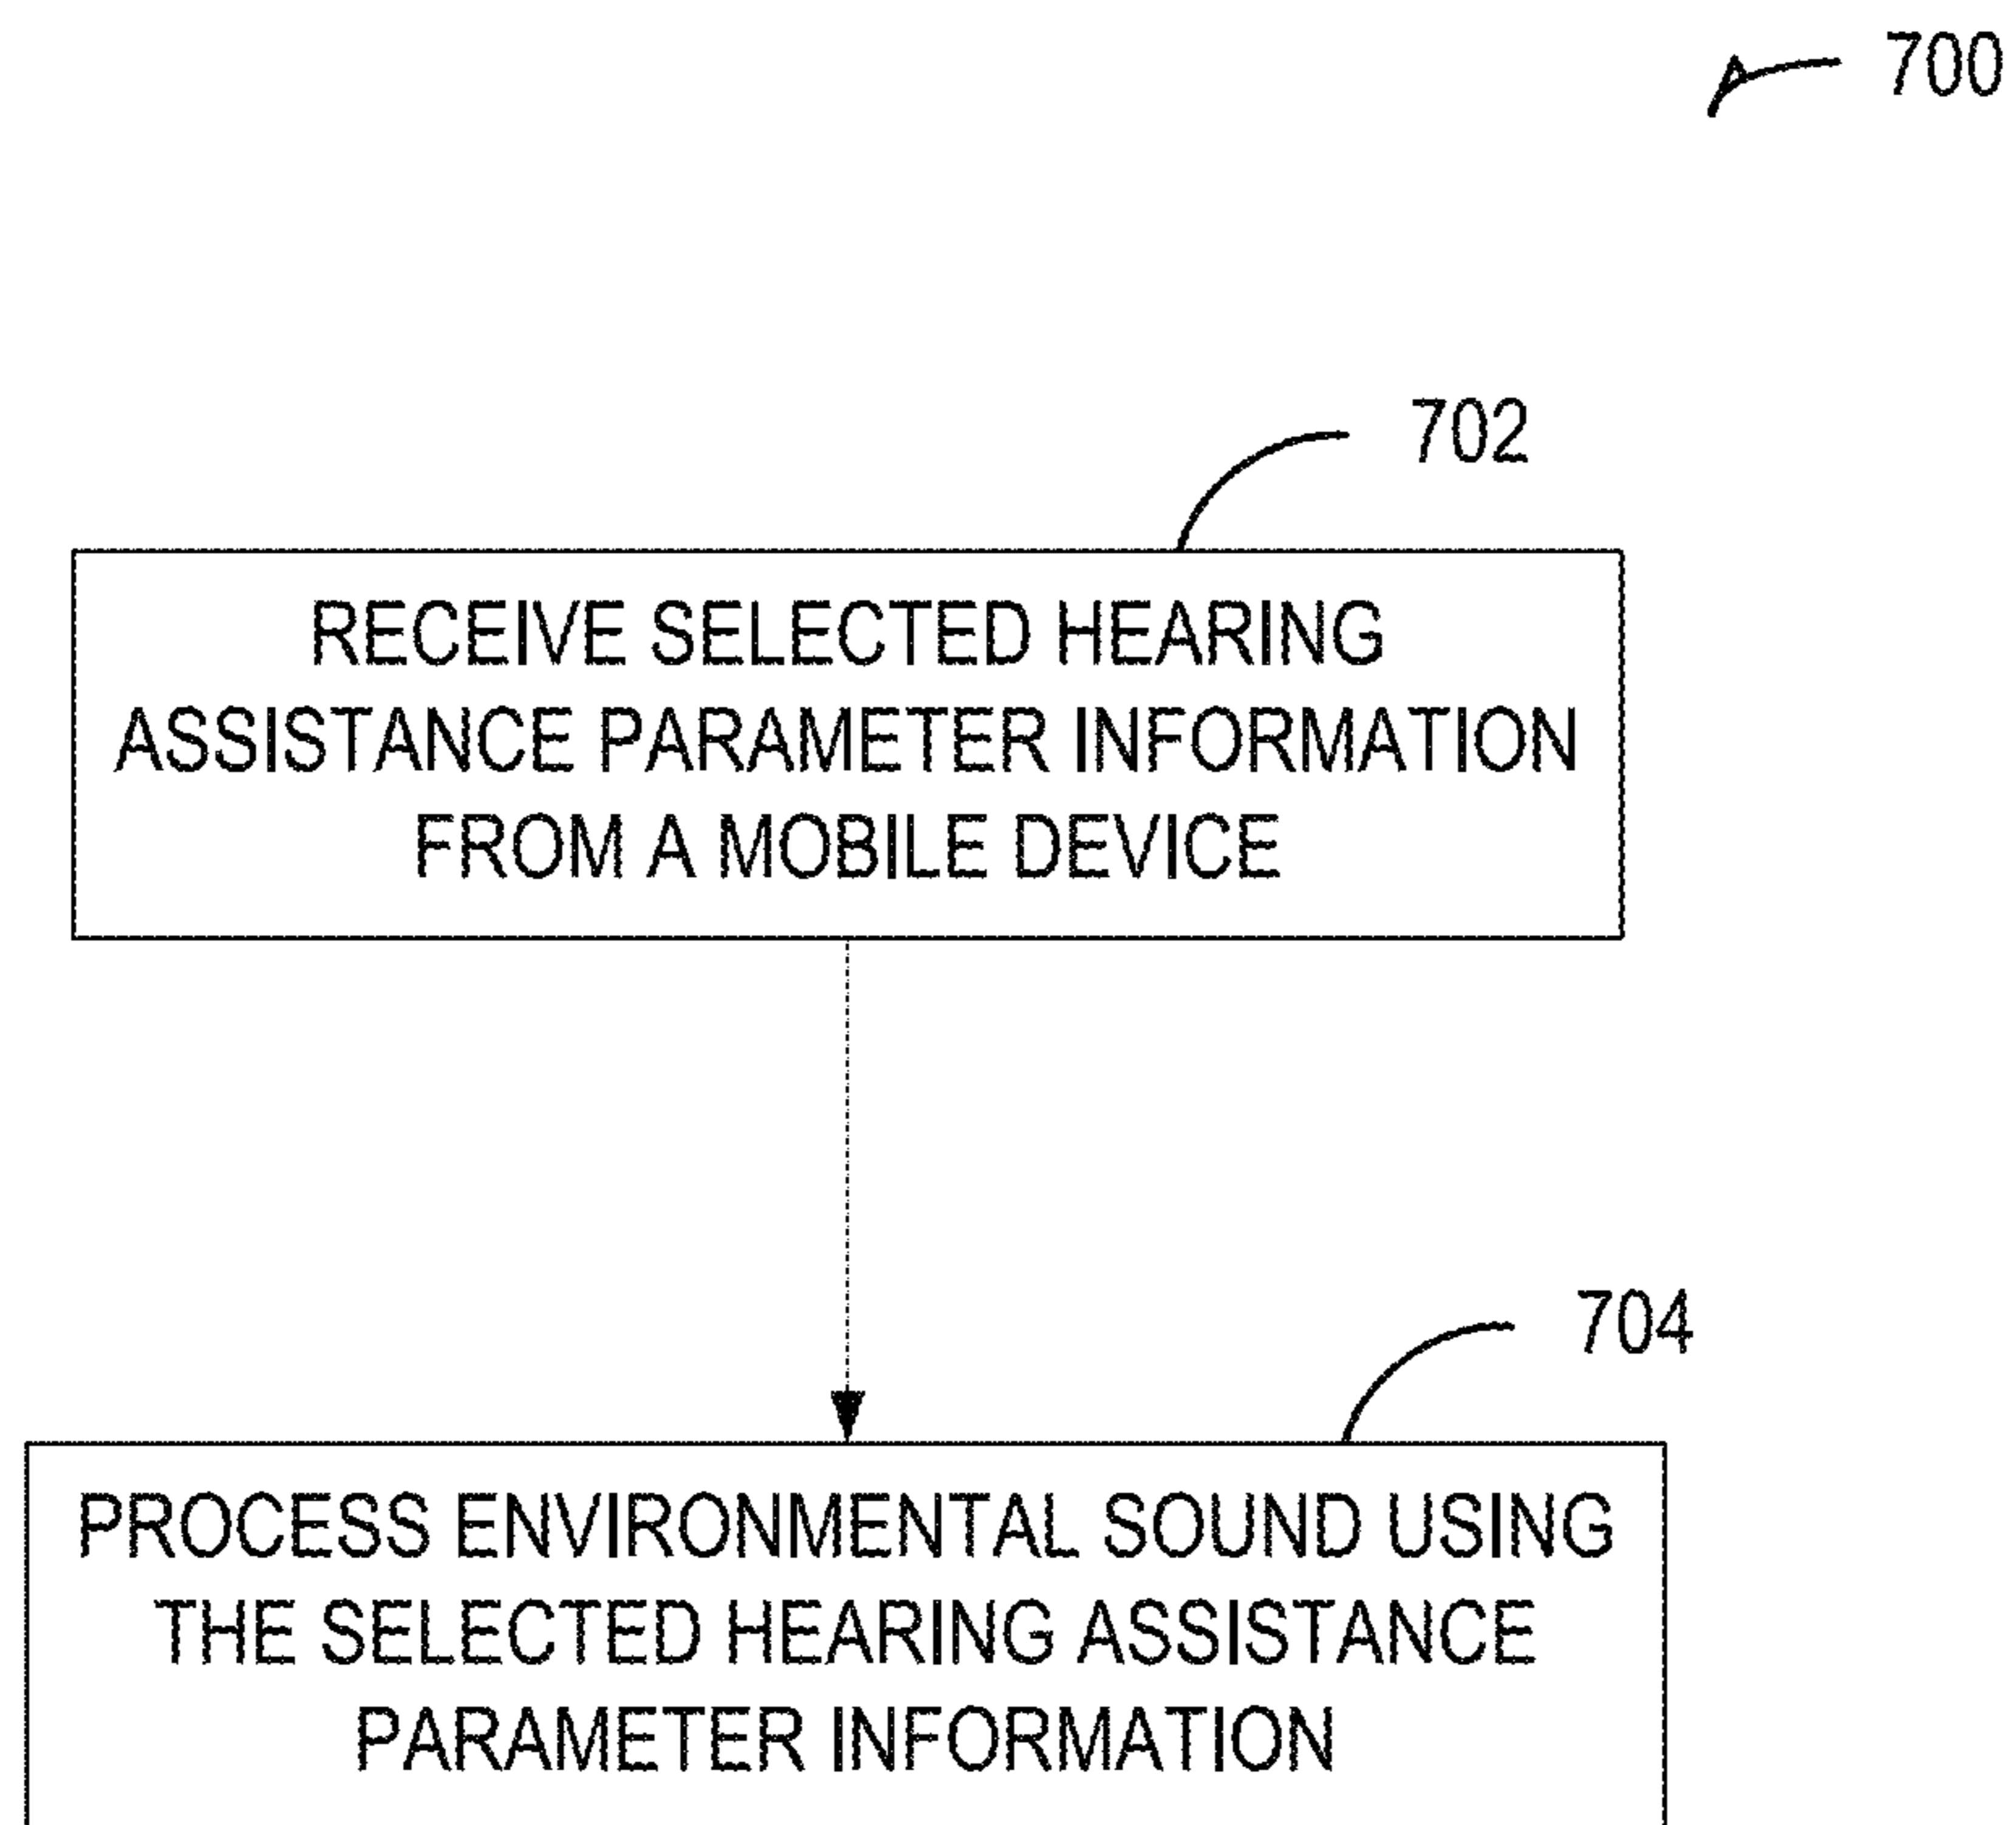 700
702
RECEIVE SELECTED HEARING
ASSISTANCE PARAMETER INFORMATION
FROM A MOBILE DEVICE
704
PROCESS ENVIRONMENTAL SOUND USING
THE SELECTED HEARING ASSISTANCE
PARAMETER INFORMATION